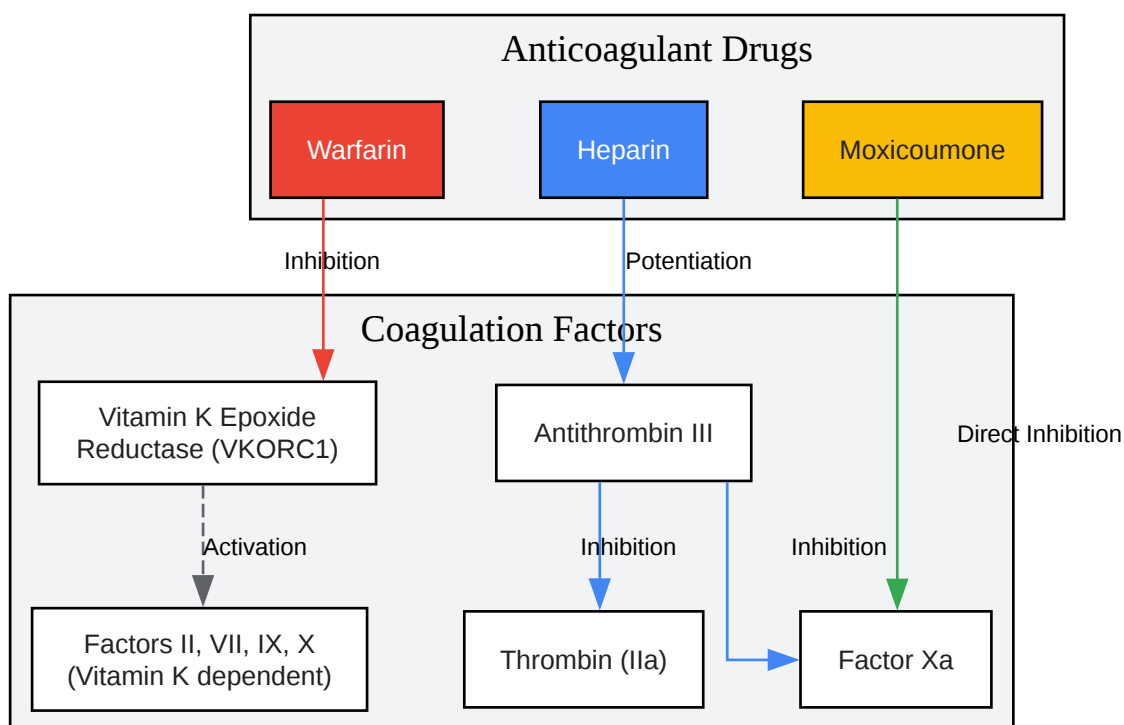 Anticoagulant Drugs
Warfarin
Heparin
Moxicoumone
Inhibition
Potentiation
Coagulation Factors
Vitamin K Epoxide
Reductase (VKORC1)
Antithrombin III
Direct Inhibition
Activation
Inhibition
Inhibition
Factors II, VII, IX, X
(Vitamin K dependent)
Thrombin (IIa)
Factor Xa